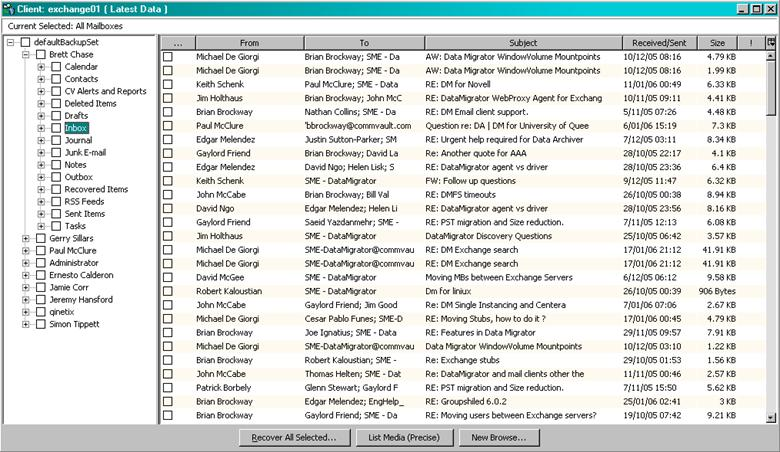 Client: exchange01 ( Latest Data )
Current Selected: All Mailboxes
defaultBackupSet
Brett Chase
Calendar
Contacts
CV Alerts and Reports
Deleted Items
Drafts
Inbox
Journal
Junk E-mail
Notes
Outbox
Recovered Items
RSS Feeds
Sent Items
Tasks
Gerry Sillars
Paul McClure
Administrator
Ernesto Calderon
Jamie Corr
Jeremy Hansford
qinetix
Simon Tippett
... From To Subject Received/Sent Size !
Michael De Giorgi Brian Brockway; SME - Da AW: Data Migrator WindowVolume Mountpoints 10/12/05 08:16 4.79 KB
Michael De Giorgi Brian Brockway; SME - Da AW: Data Migrator WindowVolume Mountpoints 10/12/05 08:16 1.99 KB
Keith Schenk Paul McClure; SME - Data RE: DM for Novell 11/01/06 00:49 6.33 KB
Jim Holthaus Brian Brockway; John McC RE: DataMigrator WebProxy Agent for Exchang 10/11/05 09:11 4.41 KB
Brian Brockway Nathan Collins; SME - Da RE: DM Email client support. 5/11/05 07:26 4.48 KB
Paul McClure 'bbrockway@commvault.com Question re: DA | DM for University of Quee 6/01/06 15:19 7.3 KB
Edgar Melendez Justin Sutton-Parker; SM RE: Urgent help required for Data Archiver 7/12/05 03:11 8.34 KB
Gaylord Friend Brian Brockway; David La Re: Another quote for AAA 28/10/05 22:17 4.1 KB
Edgar Melendez David Ngo; Helen Lisk; S RE: DataMigrator agent vs driver 28/10/05 23:36 6.4 KB
Keith Schenk SME - DataMigrator FW: Follow up questions 9/12/05 11:47 6.32 KB
John McCabe Brian Brockway; Bill Val RE: DMFS timeouts 26/10/05 00:38 8.94 KB
David Ngo Edgar Melendez; Helen Li RE: DataMigrator agent vs driver 28/10/05 23:56 8.16 KB
Gaylord Friend Saeid Yazdanmehr; SME - RE: PST migration and Size reduction. 7/11/05 12:13 6.08 KB
Jim Holthaus SME - DataMigrator DataMigrator Discovery Questions 25/10/05 06:42 3.57 KB
Michael De Giorgi SME-DataMigrator@commvau RE: DM Exchange search 17/01/06 21:12 41.91 KB
Michael De Giorgi SME-DataMigrator@commvau RE: DM Exchange search 17/01/06 21:12 41.91 KB
David McGee SME - DataMigrator Moving MBs between Exchange Servers 6/12/05 06:12 9.58 KB
Robert Kaloustian SME - DataMigrator Dm for liniux 26/10/05 00:39 906 Bytes
John McCabe Gaylord Friend; Jim Good Re: DM Single Instancing and Centera 7/01/06 07:06 2.67 KB
Michael De Giorgi Cesar Pablo Funes; SME-D RE: Moving Stubs, how to do it ? 17/01/06 00:45 4.79 KB
Brian Brockway Joe Ignatius; SME - Data RE: Features in Data Migrator 29/11/05 09:57 7.91 KB
Michael De Giorgi SME-DataMigrator@commvau Data Migrator WindowVolume Mountpoints 10/12/05 03:10 1.22 KB
Brian Brockway Robert Kaloustian; SME - Re: Exchange stubs 29/10/05 01:53 1.56 KB
John McCabe Thomas Helten; SME - Dat Re: DataMigrator and mail clients other the 11/11/05 00:46 2.57 KB
Patrick Borbely Glenn Stewart; Gaylord F RE: PST migration and Size reduction. 7/11/05 15:50 5.62 KB
Brian Brockway Edgar Melendez; EngHelp_ RE: Groupshiled 6.0.2 25/01/06 02:41 3 KB
Brian Brockway Gaylord Friend; SME - Da RE: Moving users between Exchange servers? 19/10/05 07:42 9.21 KB
Recover All Selected... List Media (Precise) New Browse...